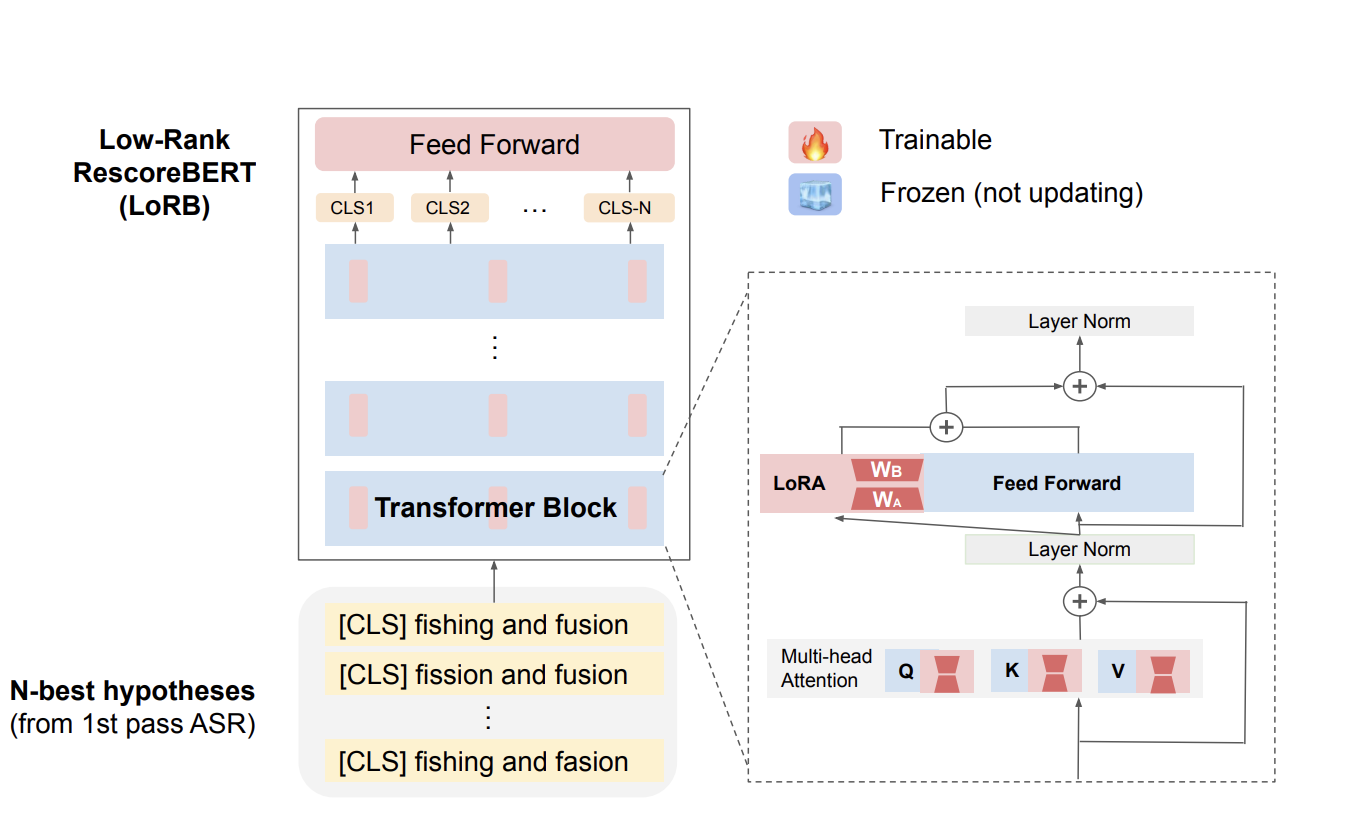 Low-Rank
RescoreBERT
(LoRB)
Feed Forward
CLS1 CLS2 ... CLS-N
⋮
Transformer Block
N-best hypotheses
(from 1st pass ASR)
[CLS] fishing and fusion
[CLS] fission and fusion
⋮
[CLS] fishing and fasion
Trainable
Frozen (not updating)
Layer Norm
+
+
LoRA WB Feed Forward
WA
Layer Norm
+
Multi-head
Attention
Q K V